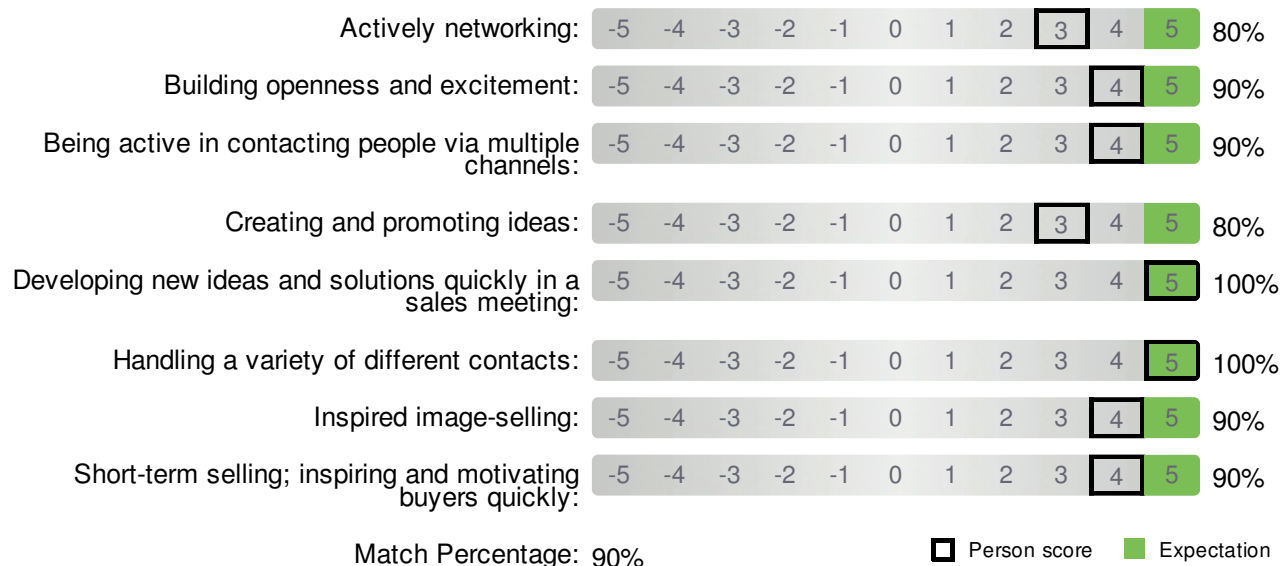 Actively networking: -5 -4 -3 -2 -1 0 1 2 3 4 5 80%
Building openness and excitement: -5 -4 -3 -2 -1 0 1 2 3 4 5 90%
Being active in contacting people via multiple
channels: -5 -4 -3 -2 -1 0 1 2 3 4 5 90%
Creating and promoting ideas: -5 -4 -3 -2 -1 0 1 2 3 4 5 80%
Developing new ideas and solutions quickly in a
sales meeting: -5 -4 -3 -2 -1 0 1 2 3 4 5 100%
Handling a variety of different contacts: -5 -4 -3 -2 -1 0 1 2 3 4 5 100%
Inspired image-selling: -5 -4 -3 -2 -1 0 1 2 3 4 5 90%
Short-term selling; inspiring and motivating
buyers quickly: -5 -4 -3 -2 -1 0 1 2 3 4 5 90%
Match Percentage: 90% Person score Expectation